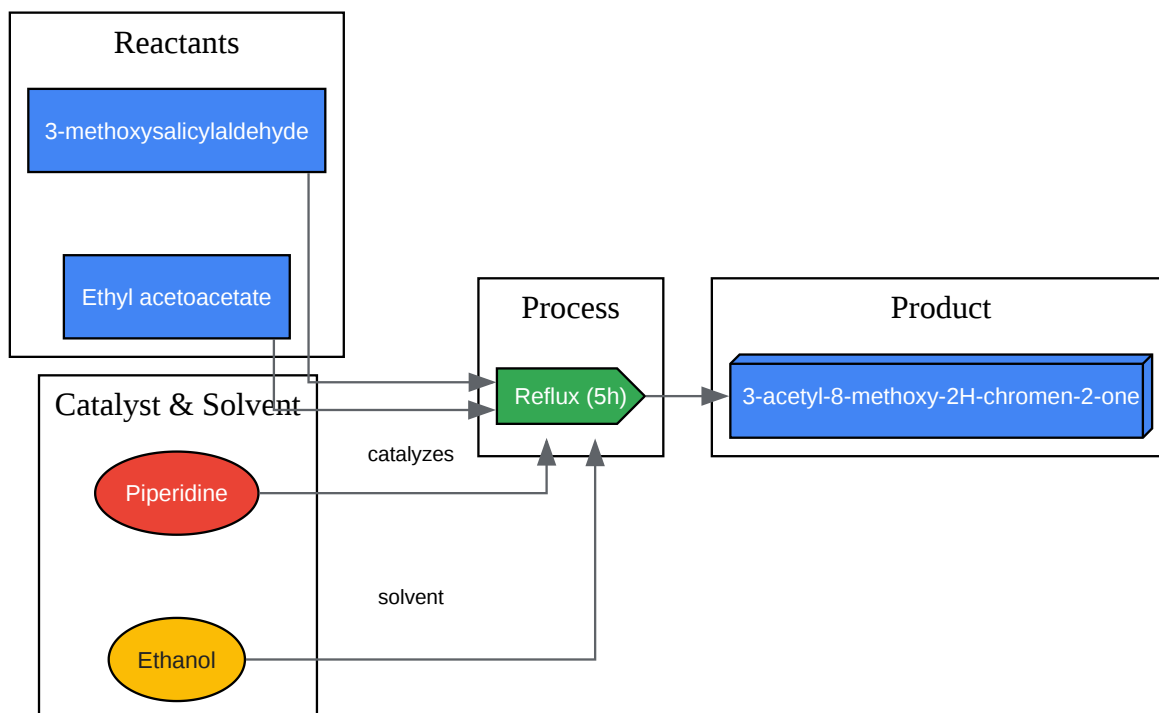 Reactants
3-methoxysalicylaldehyde
Ethyl acetoacetate
Catalyst & Solvent
Piperidine
Ethanol
catalyzes
solvent
Process
Reflux (5h)
Product
3-acetyl-8-methoxy-2H-chromen-2-one